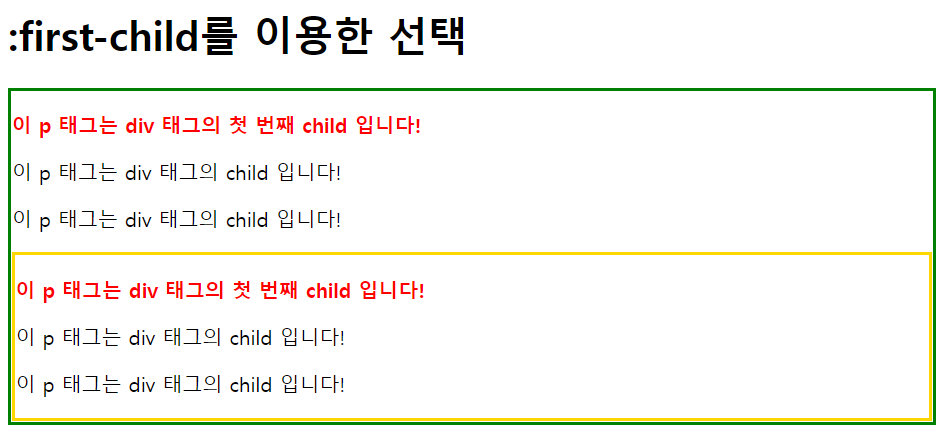 :first-child를 이용한 선택
이 p 태그는 div 태그의 첫 번째 child 입니다!
이 p 태그는 div 태그의 child 입니다!
이 p 태그는 div 태그의 child 입니다!
이 p 태그는 div 태그의 첫 번째 child 입니다!
이 p 태그는 div 태그의 child 입니다!
이 p 태그는 div 태그의 child 입니다!